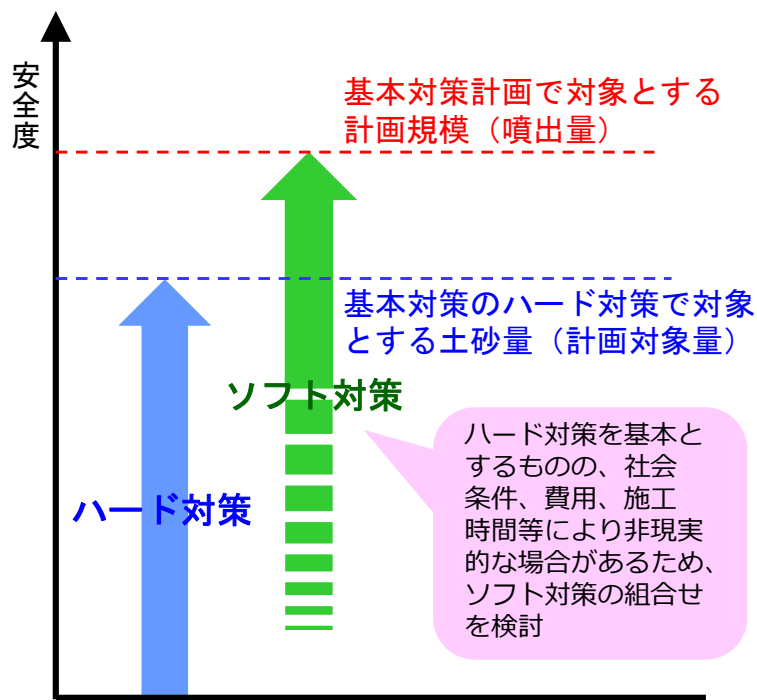 安全度
基本対策計画で対象とする
計画規模（噴出量）
基本対策のハード対策で対象
とする土砂量（計画対象量）
ソフト対策
ハード対策を基本と
するものの、社会
条件、費用、施工
時間等により非現実
的な場合があるため、
ソフト対策の組合せ
を検討
ハード対策